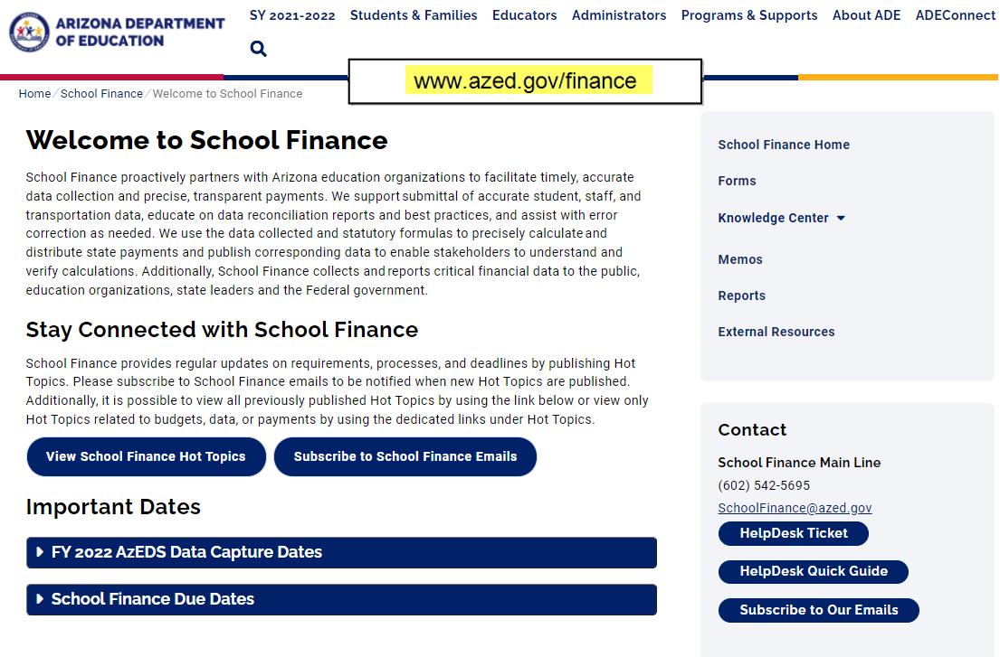 ARIZONA DEPARTMENT
OF EDUCATION
SY 2021-2022 Students & Families Educators Administrators Programs & Supports About ADE ADEConnect
www.azed.gov/finance
Home / School Finance / Welcome to School Finance
Welcome to School Finance
School Finance proactively partners with Arizona education organizations to facilitate timely, accurate
data collection and precise, transparent payments. We support submittal of accurate student, staff, and
transportation data, educate on data reconciliation reports and best practices, and assist with error
correction as needed. We use the data collected and statutory formulas to precisely calculate and
distribute state payments and publish corresponding data to enable stakeholders to understand and
verify calculations. Additionally, School Finance collects and reports critical financial data to the public,
education organizations, state leaders and the Federal government.
Stay Connected with School Finance
School Finance provides regular updates on requirements, processes, and deadlines by publishing Hot
Topics. Please subscribe to School Finance emails to be notified when new Hot Topics are published.
Additionally, it is possible to view all previously published Hot Topics by using the link below or view only
Hot Topics related to budgets, data, or payments by using the dedicated links under Hot Topics.
View School Finance Hot Topics
Subscribe to School Finance Emails
Important Dates
FY 2022 AzEDS Data Capture Dates
School Finance Due Dates
School Finance Home
Forms
Knowledge Center
Memos
Reports
External Resources
Contact
School Finance Main Line
(602) 542-5695
SchoolFinance@azed.gov
HelpDesk Ticket
HelpDesk Quick Guide
Subscribe to Our Emails